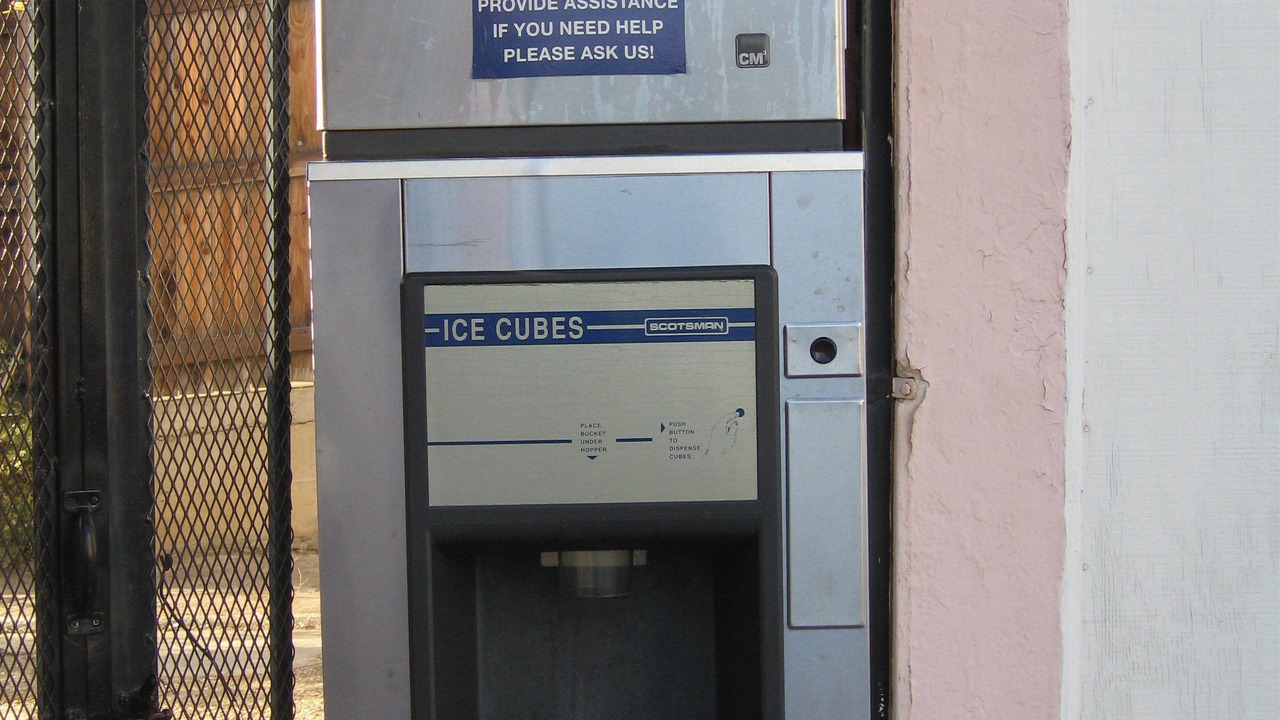 PROVIDE ASSISTANCE
IF YOU NEED HELP
PLEASE ASK US!
CM³
ICE CUBES
SCOTSMAN
PLACE
BUCKET
UNDER
HOPPER
PUSH
BUTTON
TO
DISPENSE
CUBES